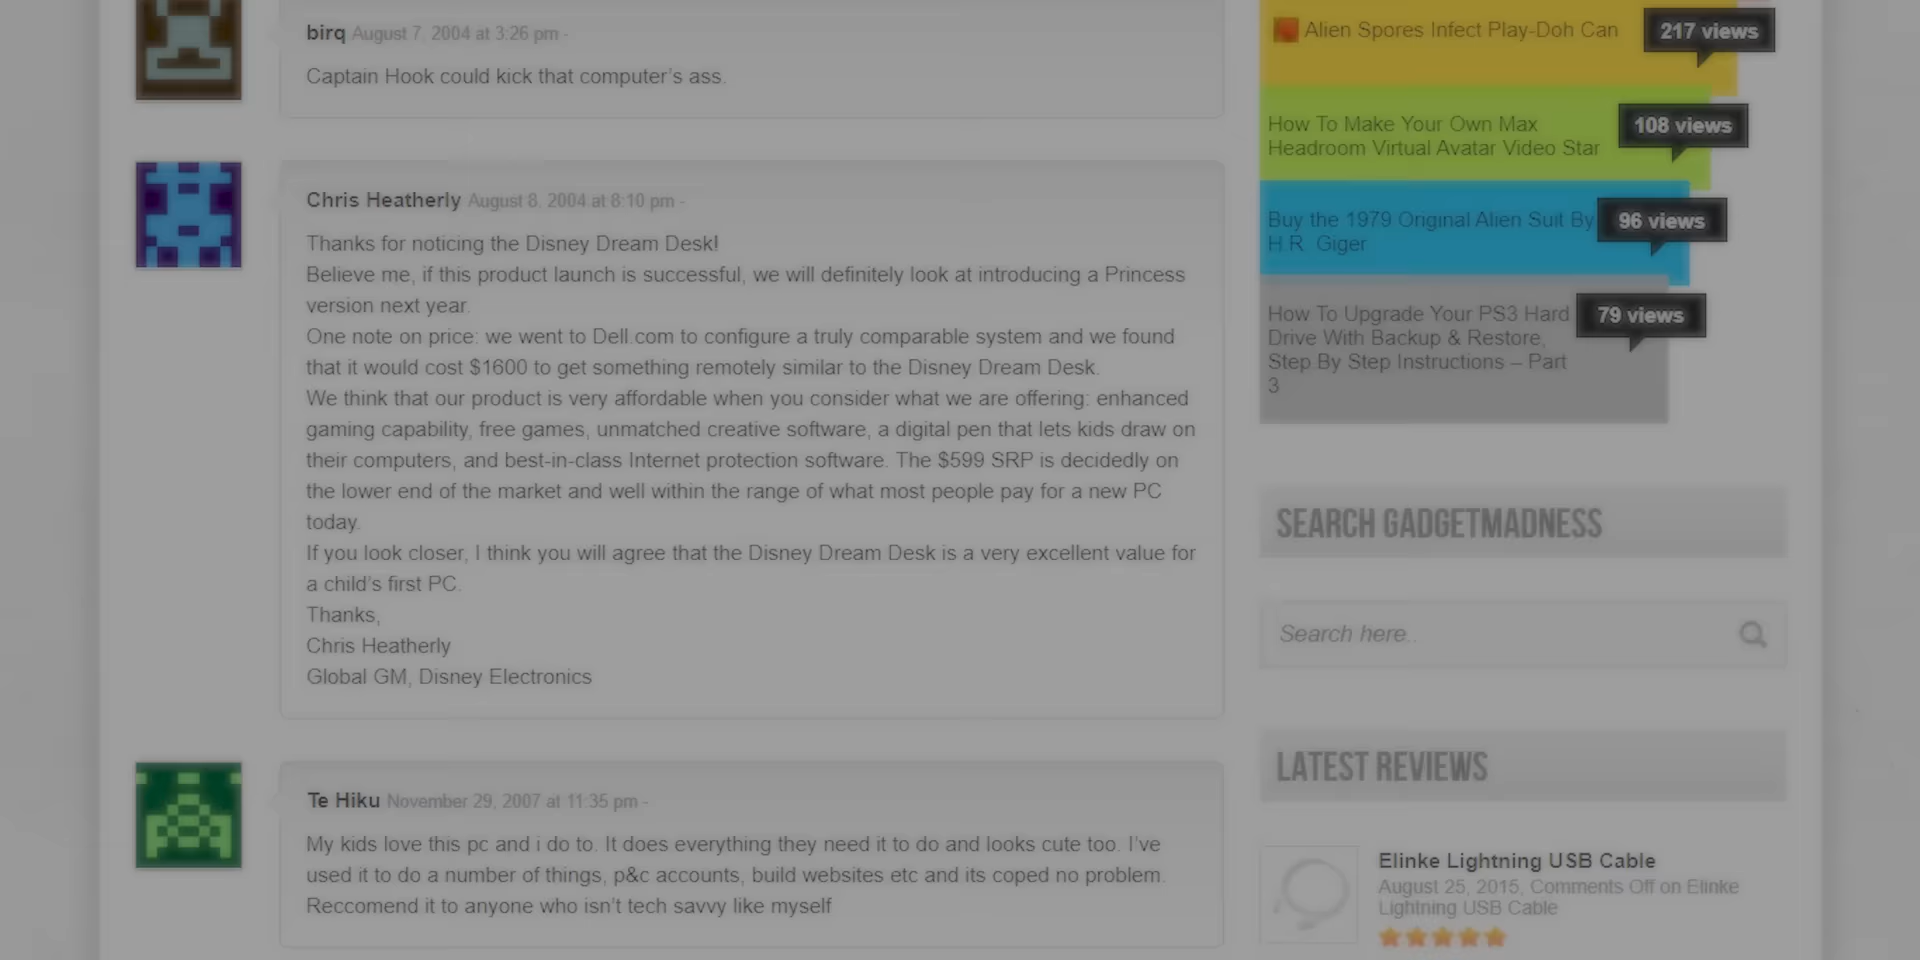 birq August 7, 2004 at 3:26 pm -
Captain Hook could kick that computer's ass.
Chris Heatherly August 8, 2004 at 8:10 pm -
Thanks for noticing the Disney Dream Desk!
Believe me, if this product launch is successful, we will definitely look at introducing a Princess
version next year.
One note on price: we went to Dell.com to configure a truly comparable system and we found
that it would cost $1600 to get something remotely similar to the Disney Dream Desk.
We think that our product is very affordable when you consider what we are offering: enhanced
gaming capability, free games, unmatched creative software, a digital pen that lets kids draw on
their computers, and best-in-class Internet protection software. The $599 SRP is decidedly on
the lower end of the market and well within the range of what most people pay for a new PC
today.
If you look closer, I think you will agree that the Disney Dream Desk is a very excellent value for
a child's first PC.
Thanks,
Chris Heatherly
Global GM, Disney Electronics
Te Hiku November 29, 2007 at 11:35 pm -
My kids love this pc and i do to. It does everything they need it to do and looks cute too. I've
used it to do a number of things, p&c accounts, build websites etc and its coped no problem.
Reccomend it to anyone who isn't tech savvy like myself
Alien Spores Infect Play-Doh Can
217 views
How To Make Your Own Max
Headroom Virtual Avatar Video Star
108 views
Buy the 1979 Original Alien Suit By
H.R. Giger
96 views
How To Upgrade Your PS3 Hard
Drive With Backup & Restore,
Step By Step Instructions – Part
3
79 views
SEARCH GADGETMADNESS
Search here..
LATEST REVIEWS
Elinke Lightning USB Cable
August 25, 2015, Comments Off on Elinke
Lightning USB Cable